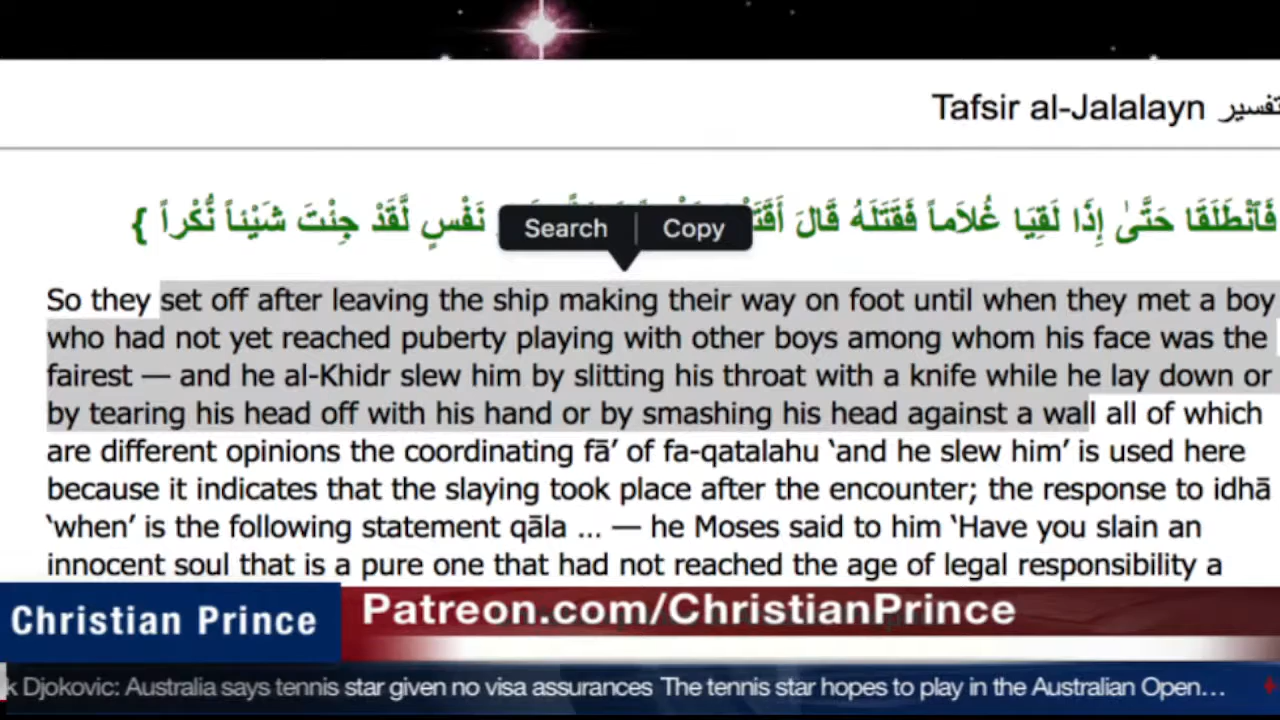 Tafsir al-Jalalayn تفسير
فَٱنْطَلَقَا حَتَّىٰ إِذَا لَقِيَا غُلاَماً فَقَتَلَهُ قَالَ نَفْسٍ لَّقَدْ جِئْتَ شَيْئاً نُّكْراً }
Search Copy
So they set off after leaving the ship making their way on foot until when they met a boy
who had not yet reached puberty playing with other boys among whom his face was the
fairest — and he al-Khidr slew him by slitting his throat with a knife while he lay down or
by tearing his head off with his hand or by smashing his head against a wall all of which
are different opinions the coordinating fā’ of fa-qatalahu ‘and he slew him’ is used here
because it indicates that the slaying took place after the encounter; the response to idhā
‘when’ is the following statement qāla ... — he Moses said to him ‘Have you slain an
innocent soul that is a pure one that had not reached the age of legal responsibility a
Christian Prince
Patreon.com/ChristianPrince
k Djokovic: Australia says tennis star given no visa assurances The tennis star hopes to play in the Australian Open...